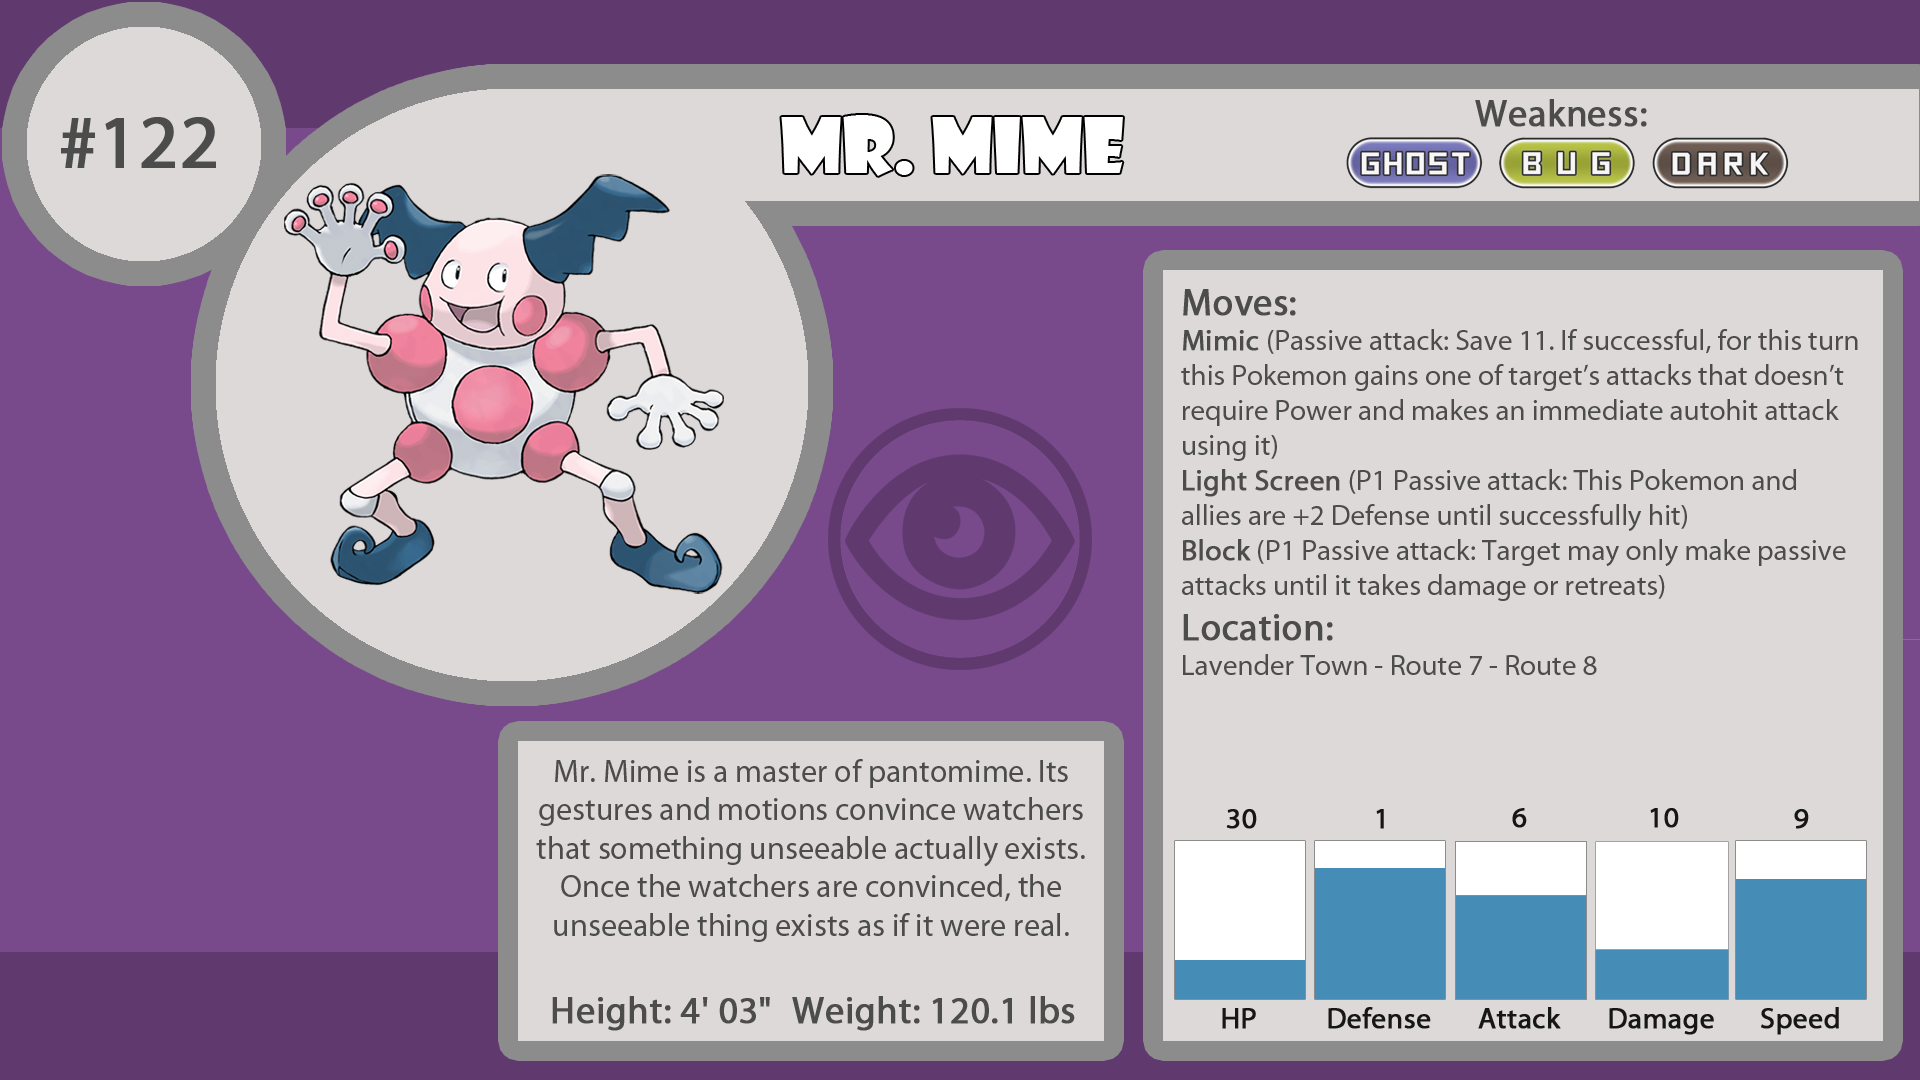 #122
MR. MIME
Weakness:
GHOST BUG DARK
Moves:
Mimic (Passive attack: Save 11. If successful, for this turn
this Pokemon gains one of target’s attacks that doesn’t
require Power and makes an immediate autohit attack
using it)
Light Screen (P1 Passive attack: This Pokemon and
allies are +2 Defense until successfully hit)
Block (P1 Passive attack: Target may only make passive
attacks until it takes damage or retreats)
Location:
Lavender Town - Route 7 - Route 8
Mr. Mime is a master of pantomime. Its
gestures and motions convince watchers
that something unseeable actually exists.
Once the watchers are convinced, the
unseeable thing exists as if it were real.
Height: 4' 03" Weight: 120.1 lbs
30 1 6 10 9
HP Defense Attack Damage Speed